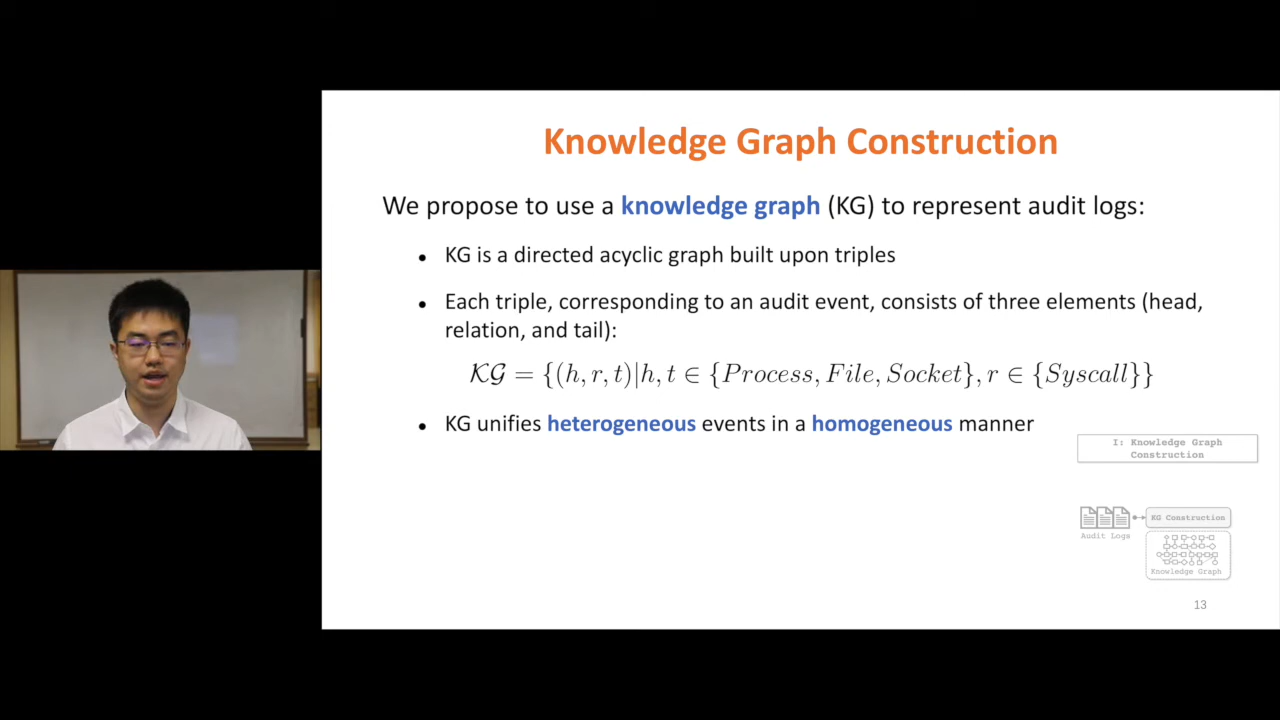 Knowledge Graph Construction
We propose to use a knowledge graph (KG) to represent audit logs:
• KG is a directed acyclic graph built upon triples
• Each triple, corresponding to an audit event, consists of three elements (head,
relation, and tail):
𝒦𝒢 = {(h, r, t)|h, t ∈ {Process, File, Socket}, r ∈ {Syscall}}
• KG unifies heterogeneous events in a homogeneous manner
I: Knowledge Graph
Construction
KG Construction
Audit Logs
Knowledge Graph
13